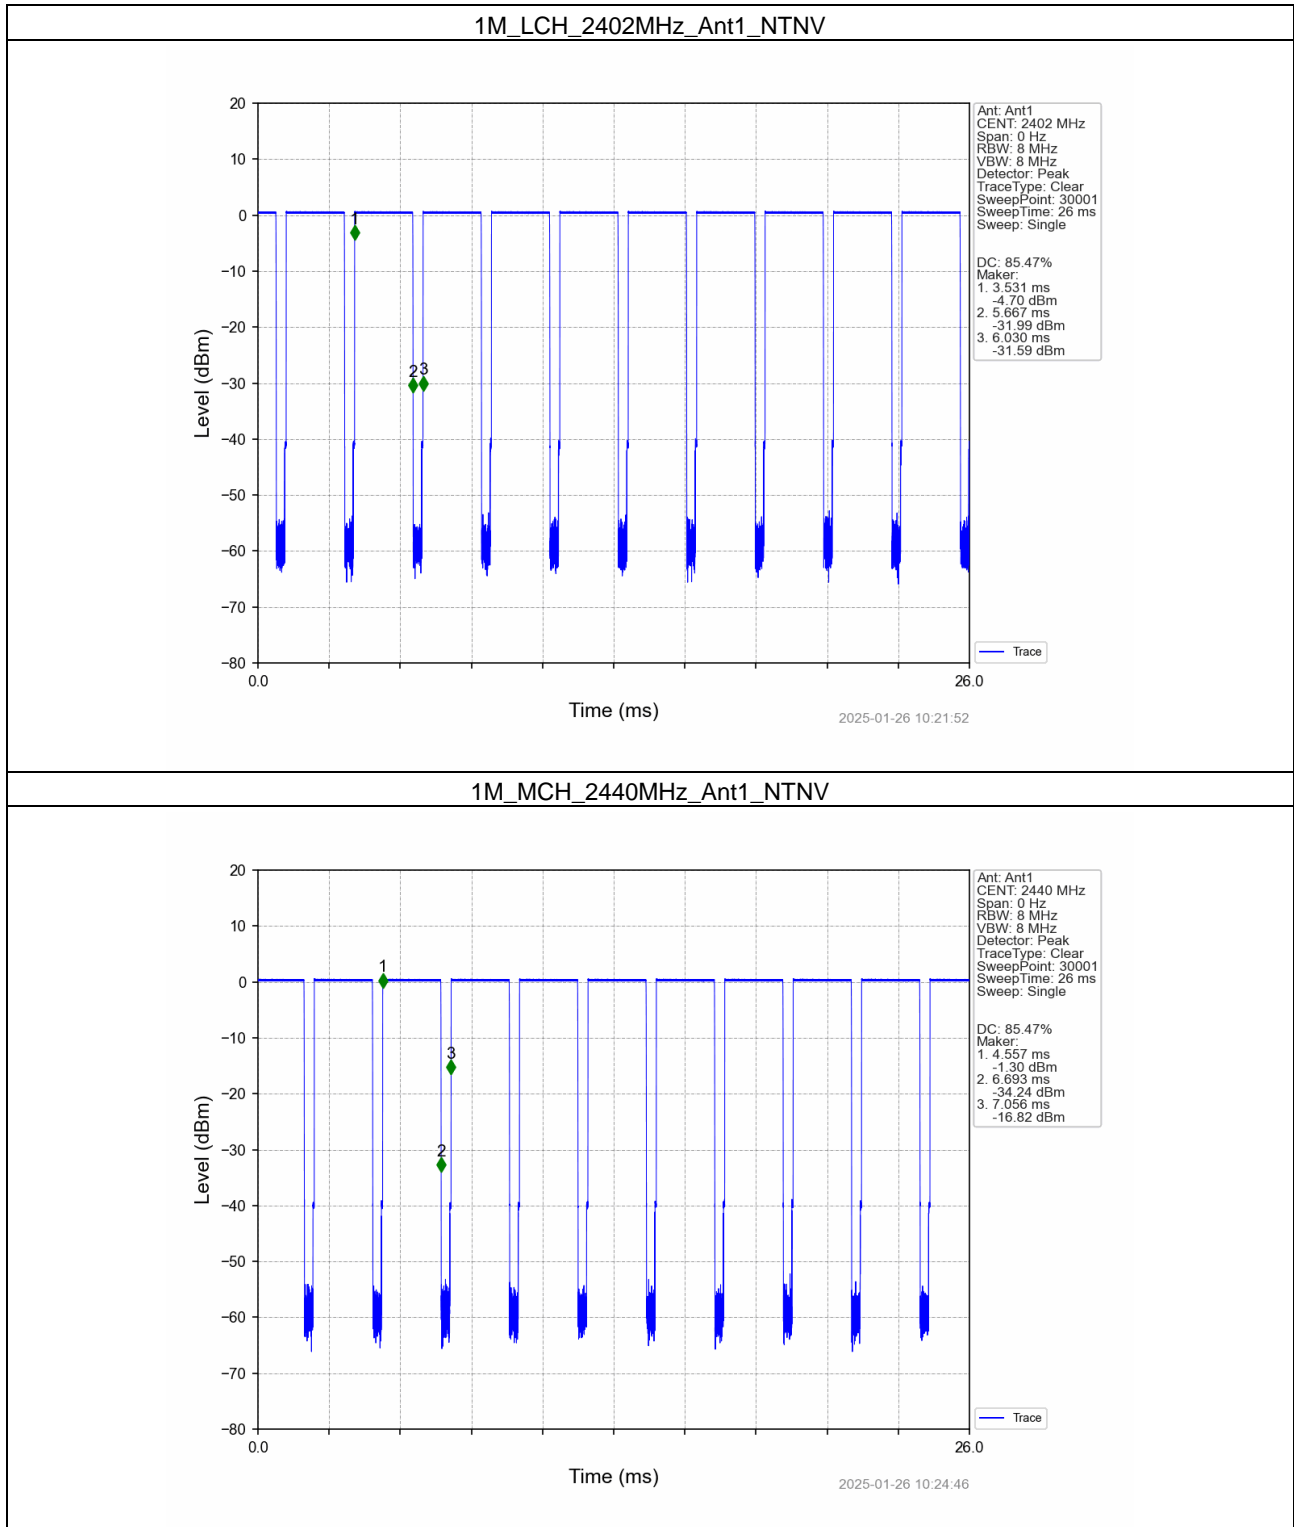 1M_LCH_2402MHz_Ant1_NTNV
20
10
0
−10
−20
−30
−40
−50
−60
−70
−80
Level (dBm)
1
2
3
0.0
26.0
Time (ms)
2025-01-26 10:21:52
Ant: Ant1
CENT: 2402 MHz
Span: 0 Hz
RBW: 8 MHz
VBW: 8 MHz
Detector: Peak
TraceType: Clear
SweepPoint: 30001
SweepTime: 26 ms
Sweep: Single
DC: 85.47%
Maker:
1. 3.531 ms
-4.70 dBm
2. 5.667 ms
-31.99 dBm
3. 6.030 ms
-31.59 dBm
Trace
1M_MCH_2440MHz_Ant1_NTNV
20
10
0
−10
−20
−30
−40
−50
−60
−70
−80
Level (dBm)
1
3
2
0.0
26.0
Time (ms)
2025-01-26 10:24:46
Ant: Ant1
CENT: 2440 MHz
Span: 0 Hz
RBW: 8 MHz
VBW: 8 MHz
Detector: Peak
TraceType: Clear
SweepPoint: 30001
SweepTime: 26 ms
Sweep: Single
DC: 85.47%
Maker:
1. 4.557 ms
-1.30 dBm
2. 6.693 ms
-34.24 dBm
3. 7.056 ms
-16.82 dBm
Trace